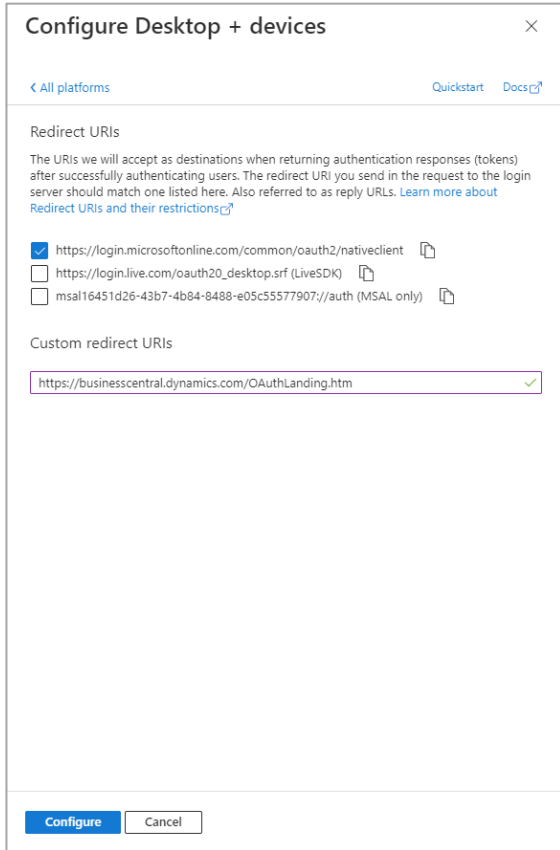 Configure Desktop + devices
All platforms
Quickstart
Docs
Redirect URIs
The URIs we will accept as destinations when returning authentication responses (tokens)
after successfully authenticating users. The redirect URI you send in the request to the login
server should match one listed here. Also referred to as reply URLs. Learn more about
Redirect URIs and their restrictions
https://login.microsoftonline.com/common/oauth2/nativeclient
https://login.live.com/oauth20_desktop.srf (LiveSDK)
msal16451d26-43b7-4b84-8488-e05c55577907://auth (MSAL only)
Custom redirect URIs
https://businesscentral.dynamics.com/OAuthLanding.htm
Configure
Cancel